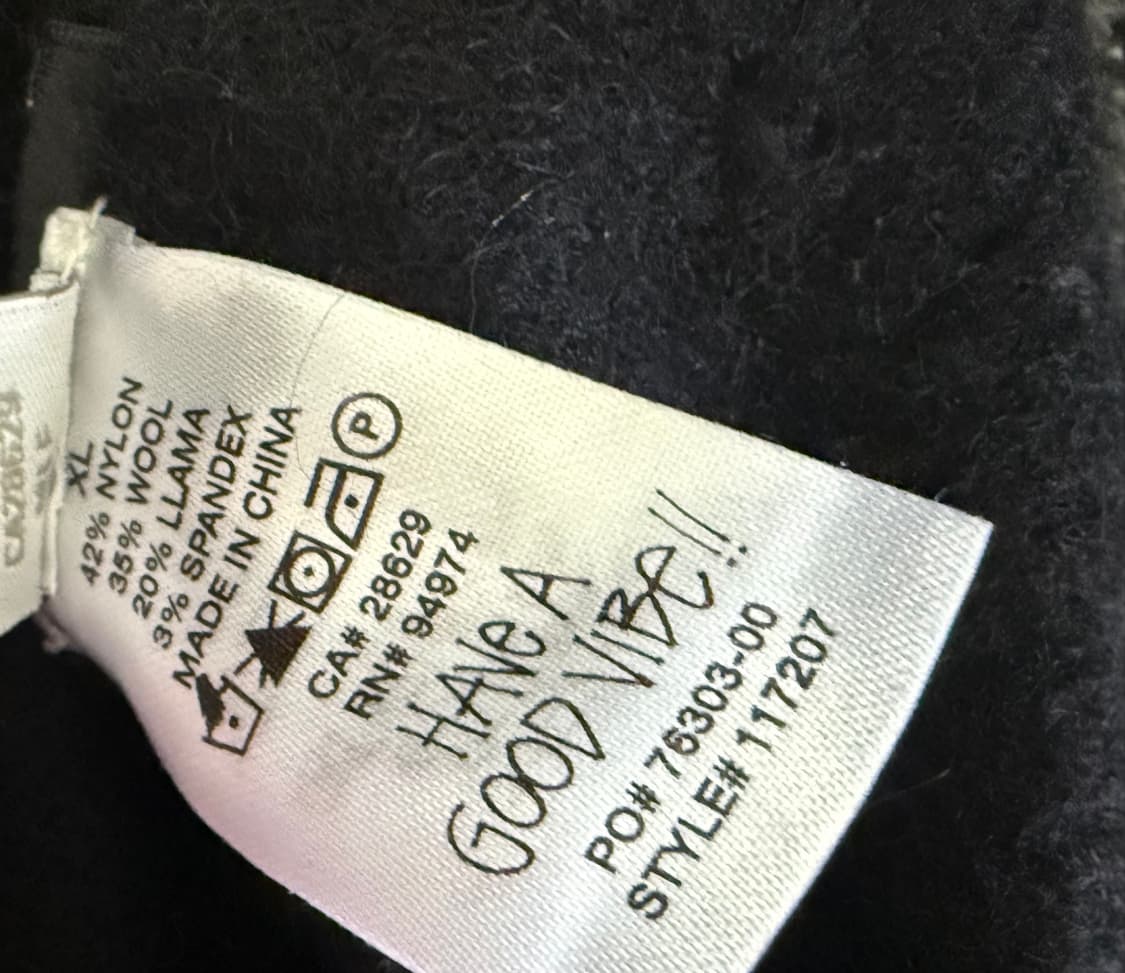 XL
42% NYLON
35% WOOL
20% LLAMA
3% SPANDEX
MADE IN CHINA
P
CA# 28629
RN# 94974
HAVe A
GOOD VIBe!!
PO# 76303-00
STYLE# 117207